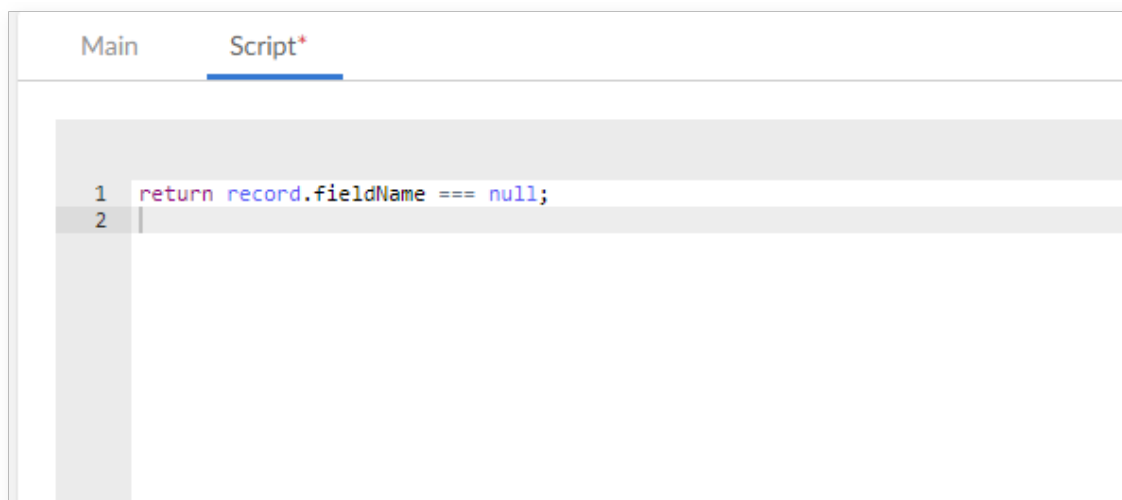 Main Script*
1 return record.fieldName === null;
2